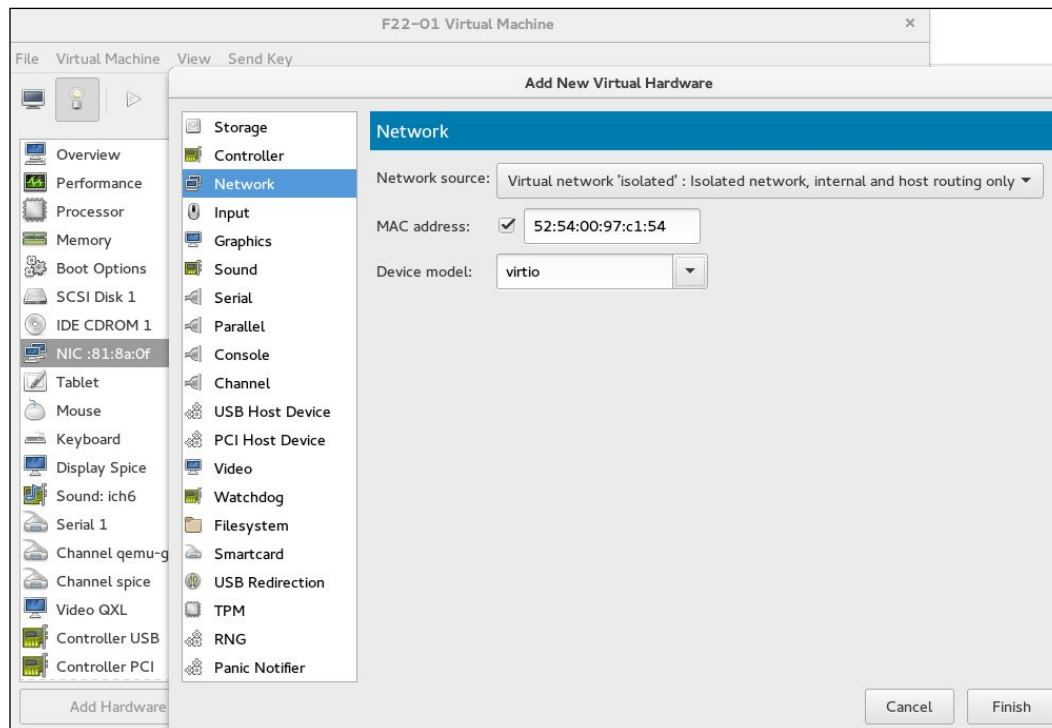 F22-01 Virtual Machine
×
File Virtual Machine View Send Key
Add New Virtual Hardware
Overview
Performance
Processor
Memory
Boot Options
SCSI Disk 1
IDE CDROM 1
NIC :81:8a:0f
Tablet
Mouse
Keyboard
Display Spice
Sound: ich6
Serial 1
Channel qemu-g
Channel spice
Video QXL
Controller USB
Controller PCI
Add Hardware
Storage
Controller
Network
Input
Graphics
Sound
Serial
Parallel
Console
Channel
USB Host Device
PCI Host Device
Video
Watchdog
Filesystem
Smartcard
USB Redirection
TPM
RNG
Panic Notifier
Network
Network source: Virtual network 'isolated' : Isolated network, internal and host routing only
MAC address: 52:54:00:97:c1:54
Device model: virtio
Cancel Finish